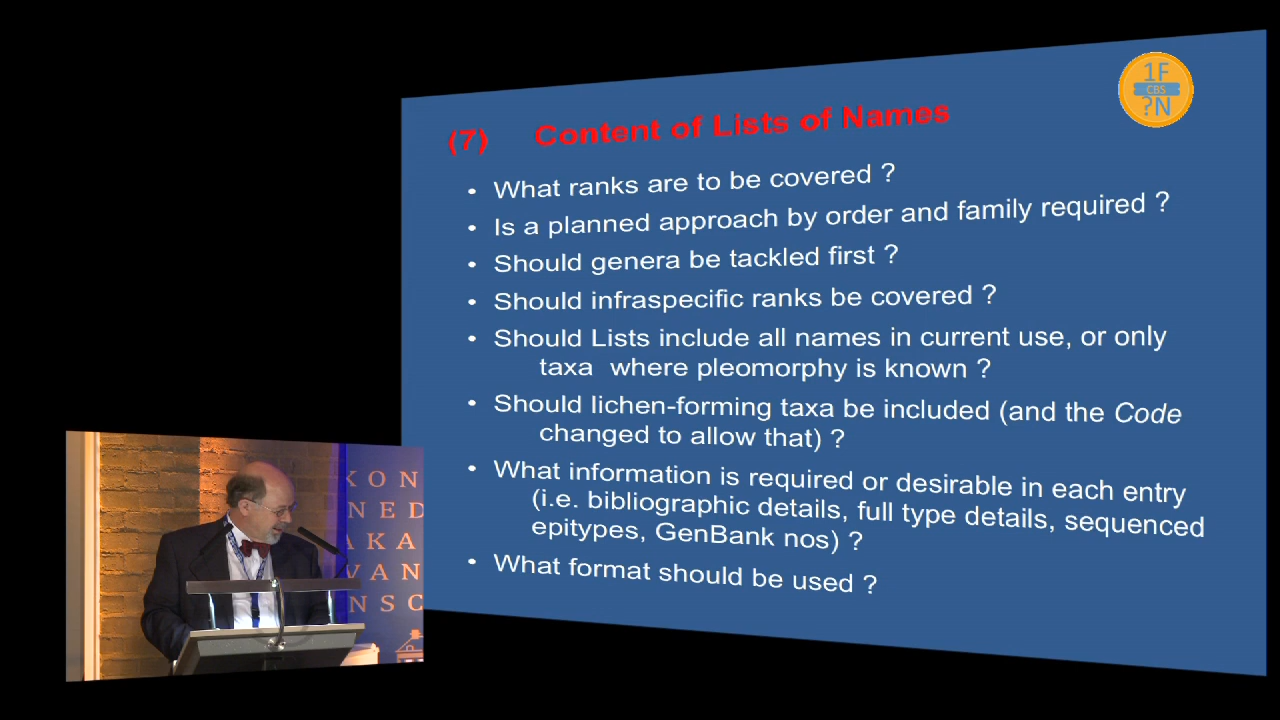 1F
CBS
?N
(7) Content of Lists of Names
• What ranks are to be covered ?
• Is a planned approach by order and family required ?
• Should genera be tackled first ?
• Should infraspecific ranks be covered ?
• Should Lists include all names in current use, or only
taxa where pleomorphy is known ?
• Should lichen-forming taxa be included (and the Code
changed to allow that) ?
• What information is required or desirable in each entry
(i.e. bibliographic details, full type details, sequenced
epitypes, GenBank nos) ?
• What format should be used ?
KON
NED
AKA
VAN
NSC